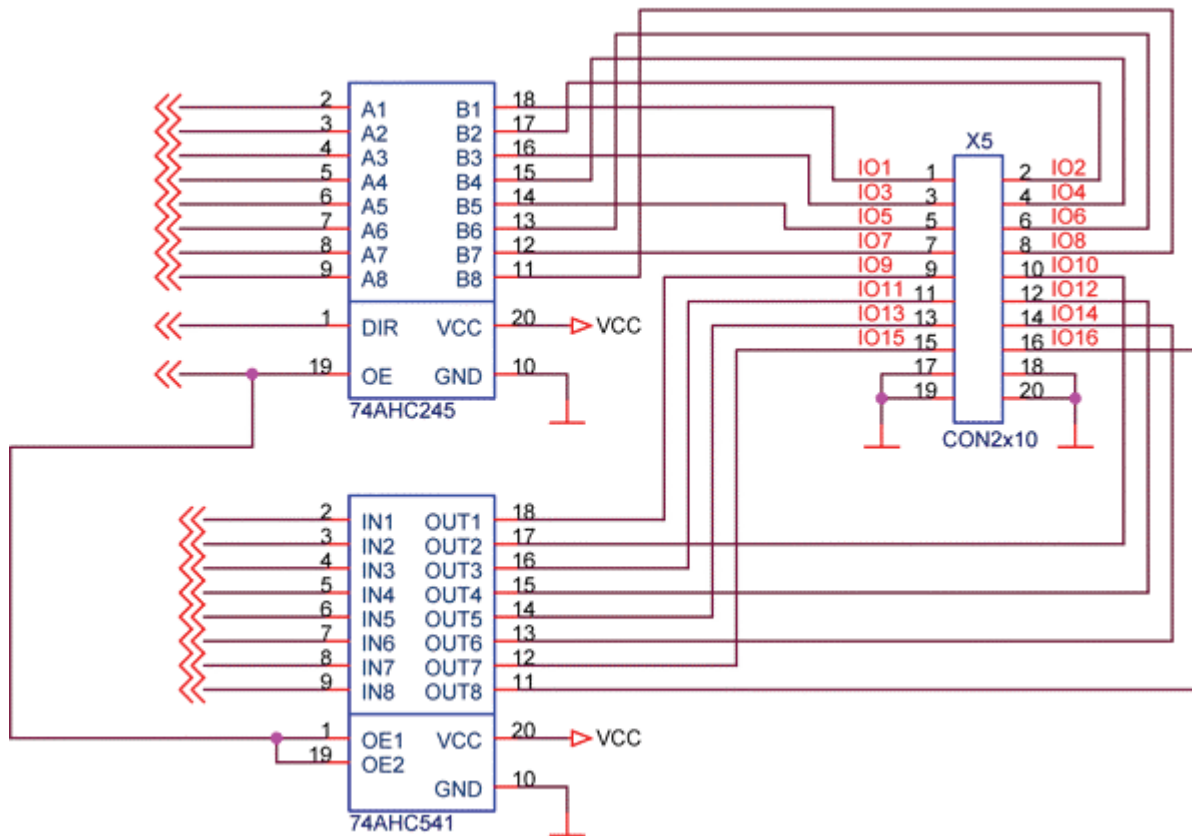 2 A1 B1 18
3 A2 B2 17
4 A3 B3 16
5 A4 B4 15
6 A5 B5 14
7 A6 B6 13
8 A7 B7 12
9 A8 B8 11
1 DIR VCC 20 VCC
19 OE GND 10
74AHC245
X5
IO1 1 2 IO2
IO3 3 4 IO4
IO5 5 6 IO6
IO7 7 8 IO8
IO9 9 10 IO10
IO11 11 12 IO12
IO13 13 14 IO14
IO15 15 16 IO16
17 18
19 20
CON2x10
2 IN1 OUT1 18
3 IN2 OUT2 17
4 IN3 OUT3 16
5 IN4 OUT4 15
6 IN5 OUT5 14
7 IN6 OUT6 13
8 IN7 OUT7 12
9 IN8 OUT8 11
1 OE1 VCC 20 VCC
19 OE2
GND 10
74AHC541